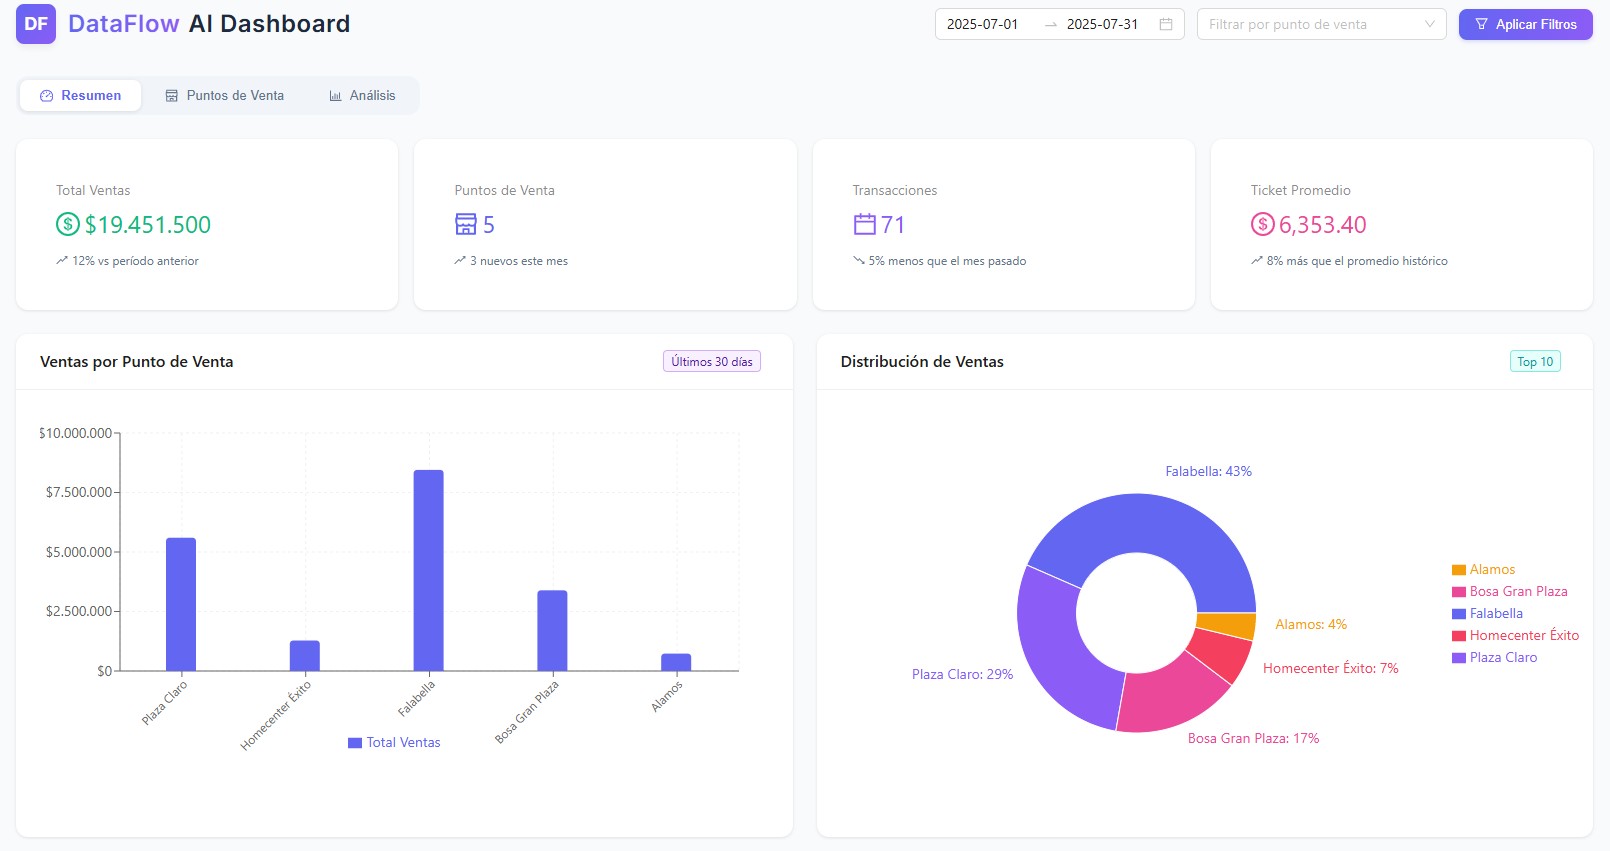 DF DataFlow AI Dashboard
2025-07-01 → 2025-07-31
Filtrar por punto de venta
Aplicar Filtros
Resumen
Puntos de Venta
Análisis
Total Ventas
$19.451.500
12% vs período anterior
Puntos de Venta
5
3 nuevos este mes
Transacciones
71
5% menos que el mes pasado
Ticket Promedio
6,353.40
8% más que el promedio histórico
Ventas por Punto de Venta
Últimos 30 días
$10.000.000
$7.500.000
$5.000.000
$2.500.000
$0
Plaza Claro
Homecenter Éxito
Falabella
Bosa Gran Plaza
Alamos
Total Ventas
Distribución de Ventas
Top 10
Falabella: 43%
Alamos: 4%
Homecenter Éxito: 7%
Plaza Claro: 29%
Bosa Gran Plaza: 17%
Alamos
Bosa Gran Plaza
Falabella
Homecenter Éxito
Plaza Claro